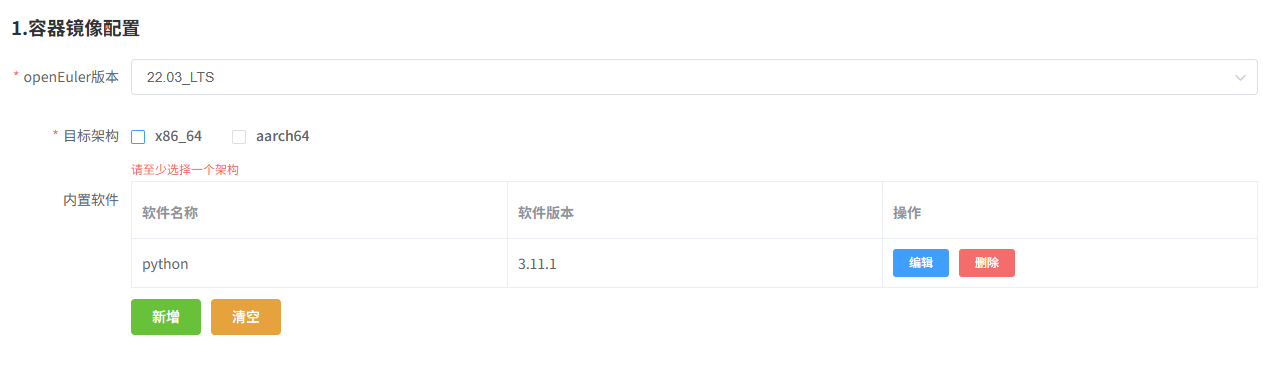 1.容器镜像配置
* openEuler版本 22.03_LTS
* 目标架构 x86_64 aarch64
请至少选择一个架构
内置软件
软件名称 软件版本 操作
python 3.11.1 编辑 删除
新增 清空